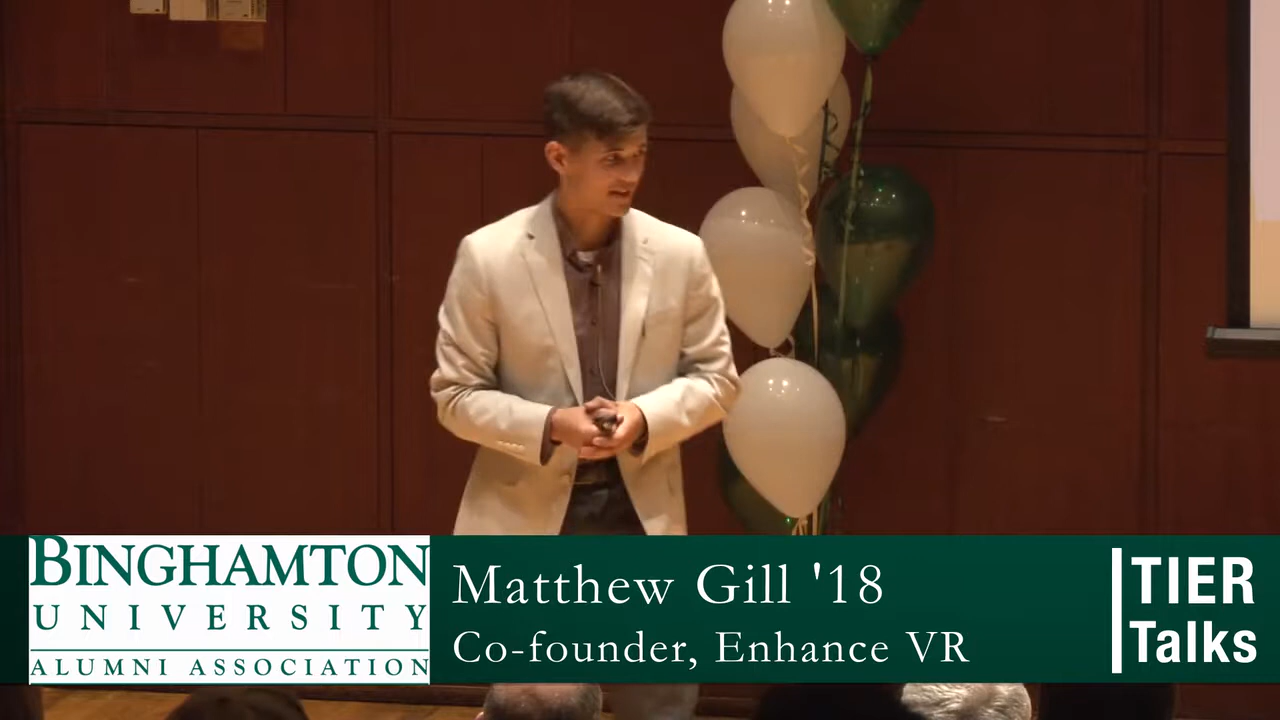 BINGHAMTON
UNIVERSITY
ALUMNI ASSOCIATION
Matthew Gill '18
Co-founder, Enhance VR
TIER
Talks